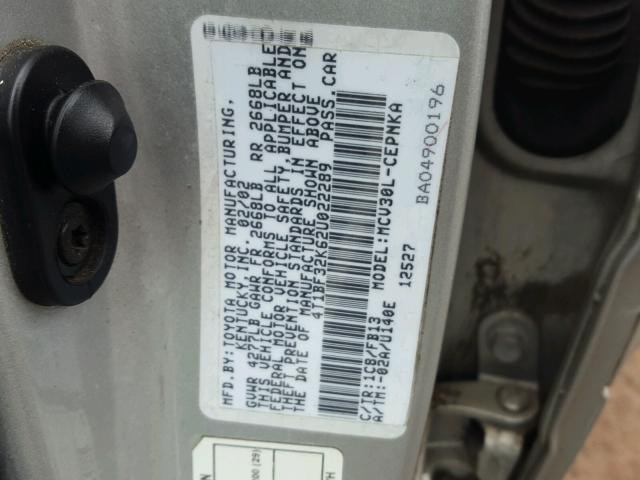 MFD.BY:TOYOTA MOTOR MANUFACTURING,
KENTUCKY, INC. 02/02
GVWR 4275LB GAWR FR 2668LB RR 2668LB
THIS VEHICLE CONFORMS TO ALL APPLICABLE
FEDERAL MOTOR VEHICLE SAFETY, BUMPER AND
THEFT PREVENTION STANDARDS IN EFFECT ON
THE DATE OF MANUFACTURE SHOWN ABOVE
4T1BF32K62U022289 PASS.CAR
C/TR:1C8/FB13
A/TM:-02A/U140E MODEL:MCV30L-CEPNKA
12527
BA04900196
(29)